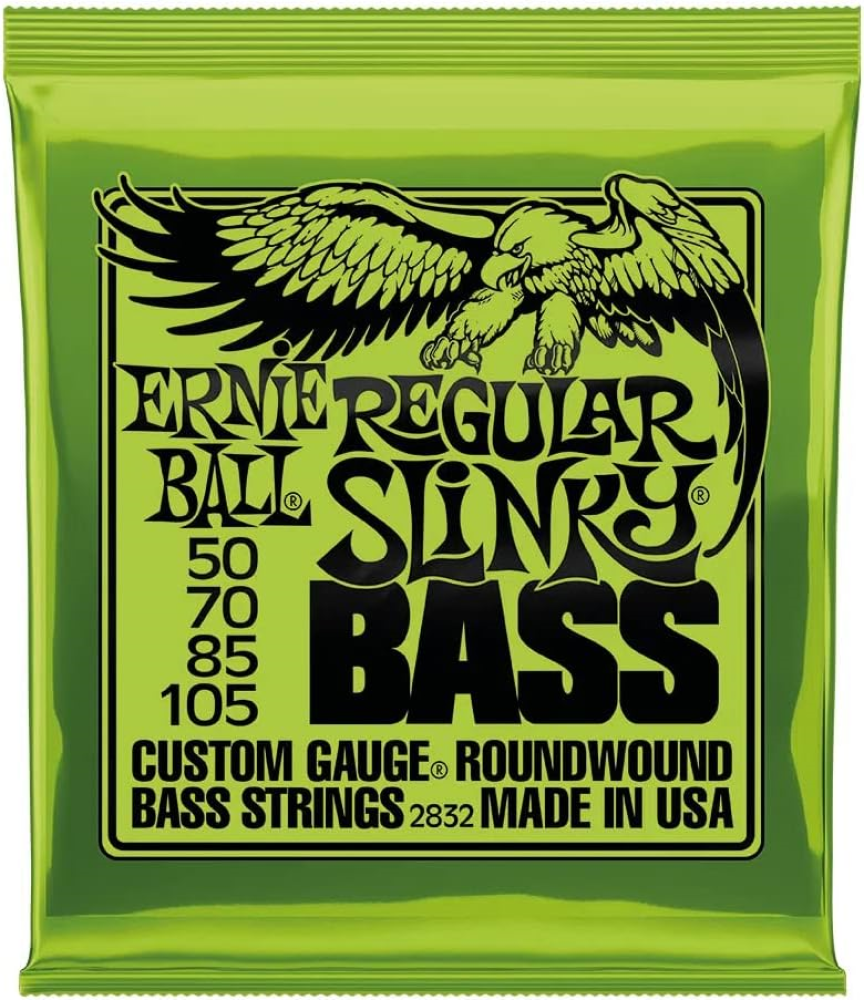 ERNiE BALL®
REGULAR SLiNKY®
BASS
50
70
85
105
CUSTOM GAUGE® ROUNDWOUND
BASS STRINGS 2832 MADE IN USA